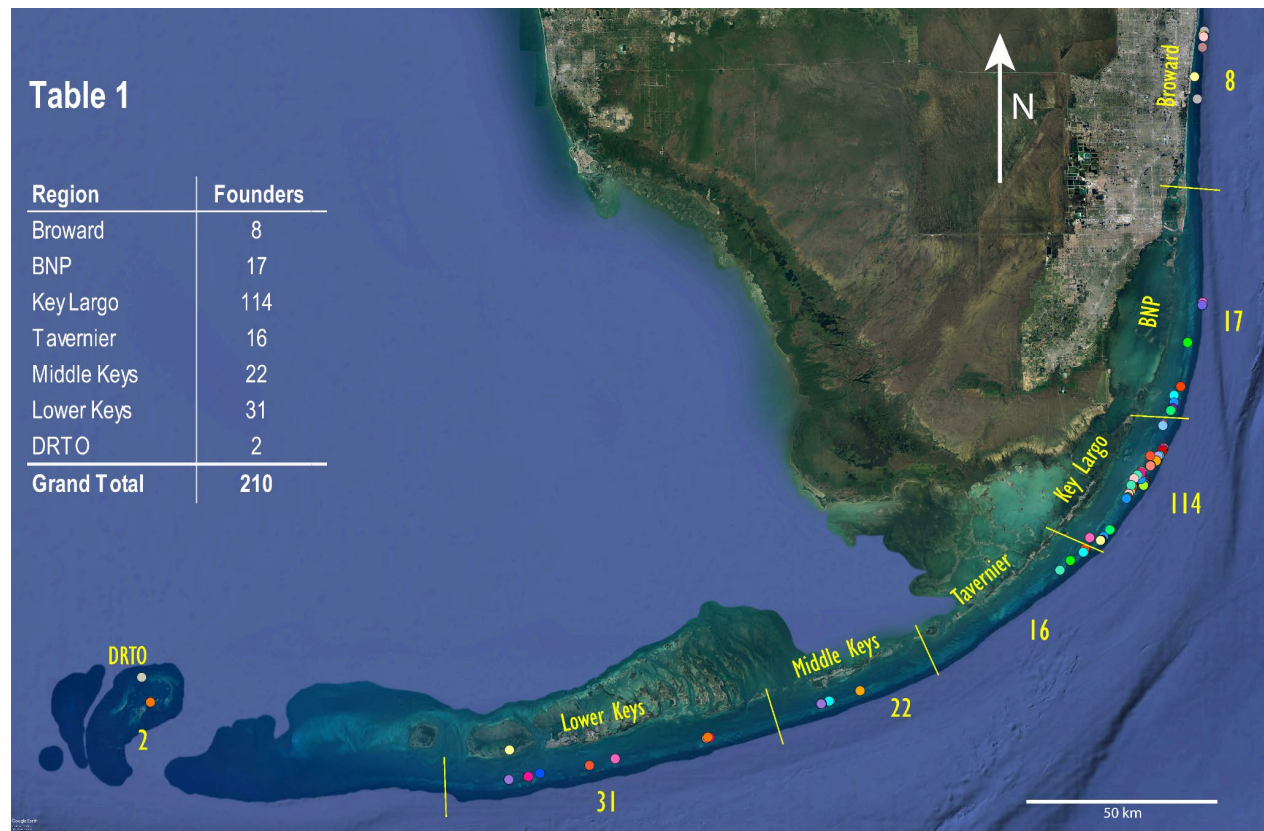 Table 1
Region Founders
Broward 8
BNP 17
Key Largo 114
Tavernier 16
Middle Keys 22
Lower Keys 31
DRTO 2
Grand Total 210
N
Broward
8
BNP
17
Key Largo
114
Tavernier
16
Middle Keys
22
Lower Keys
31
DRTO
2
50 km
Google Earth